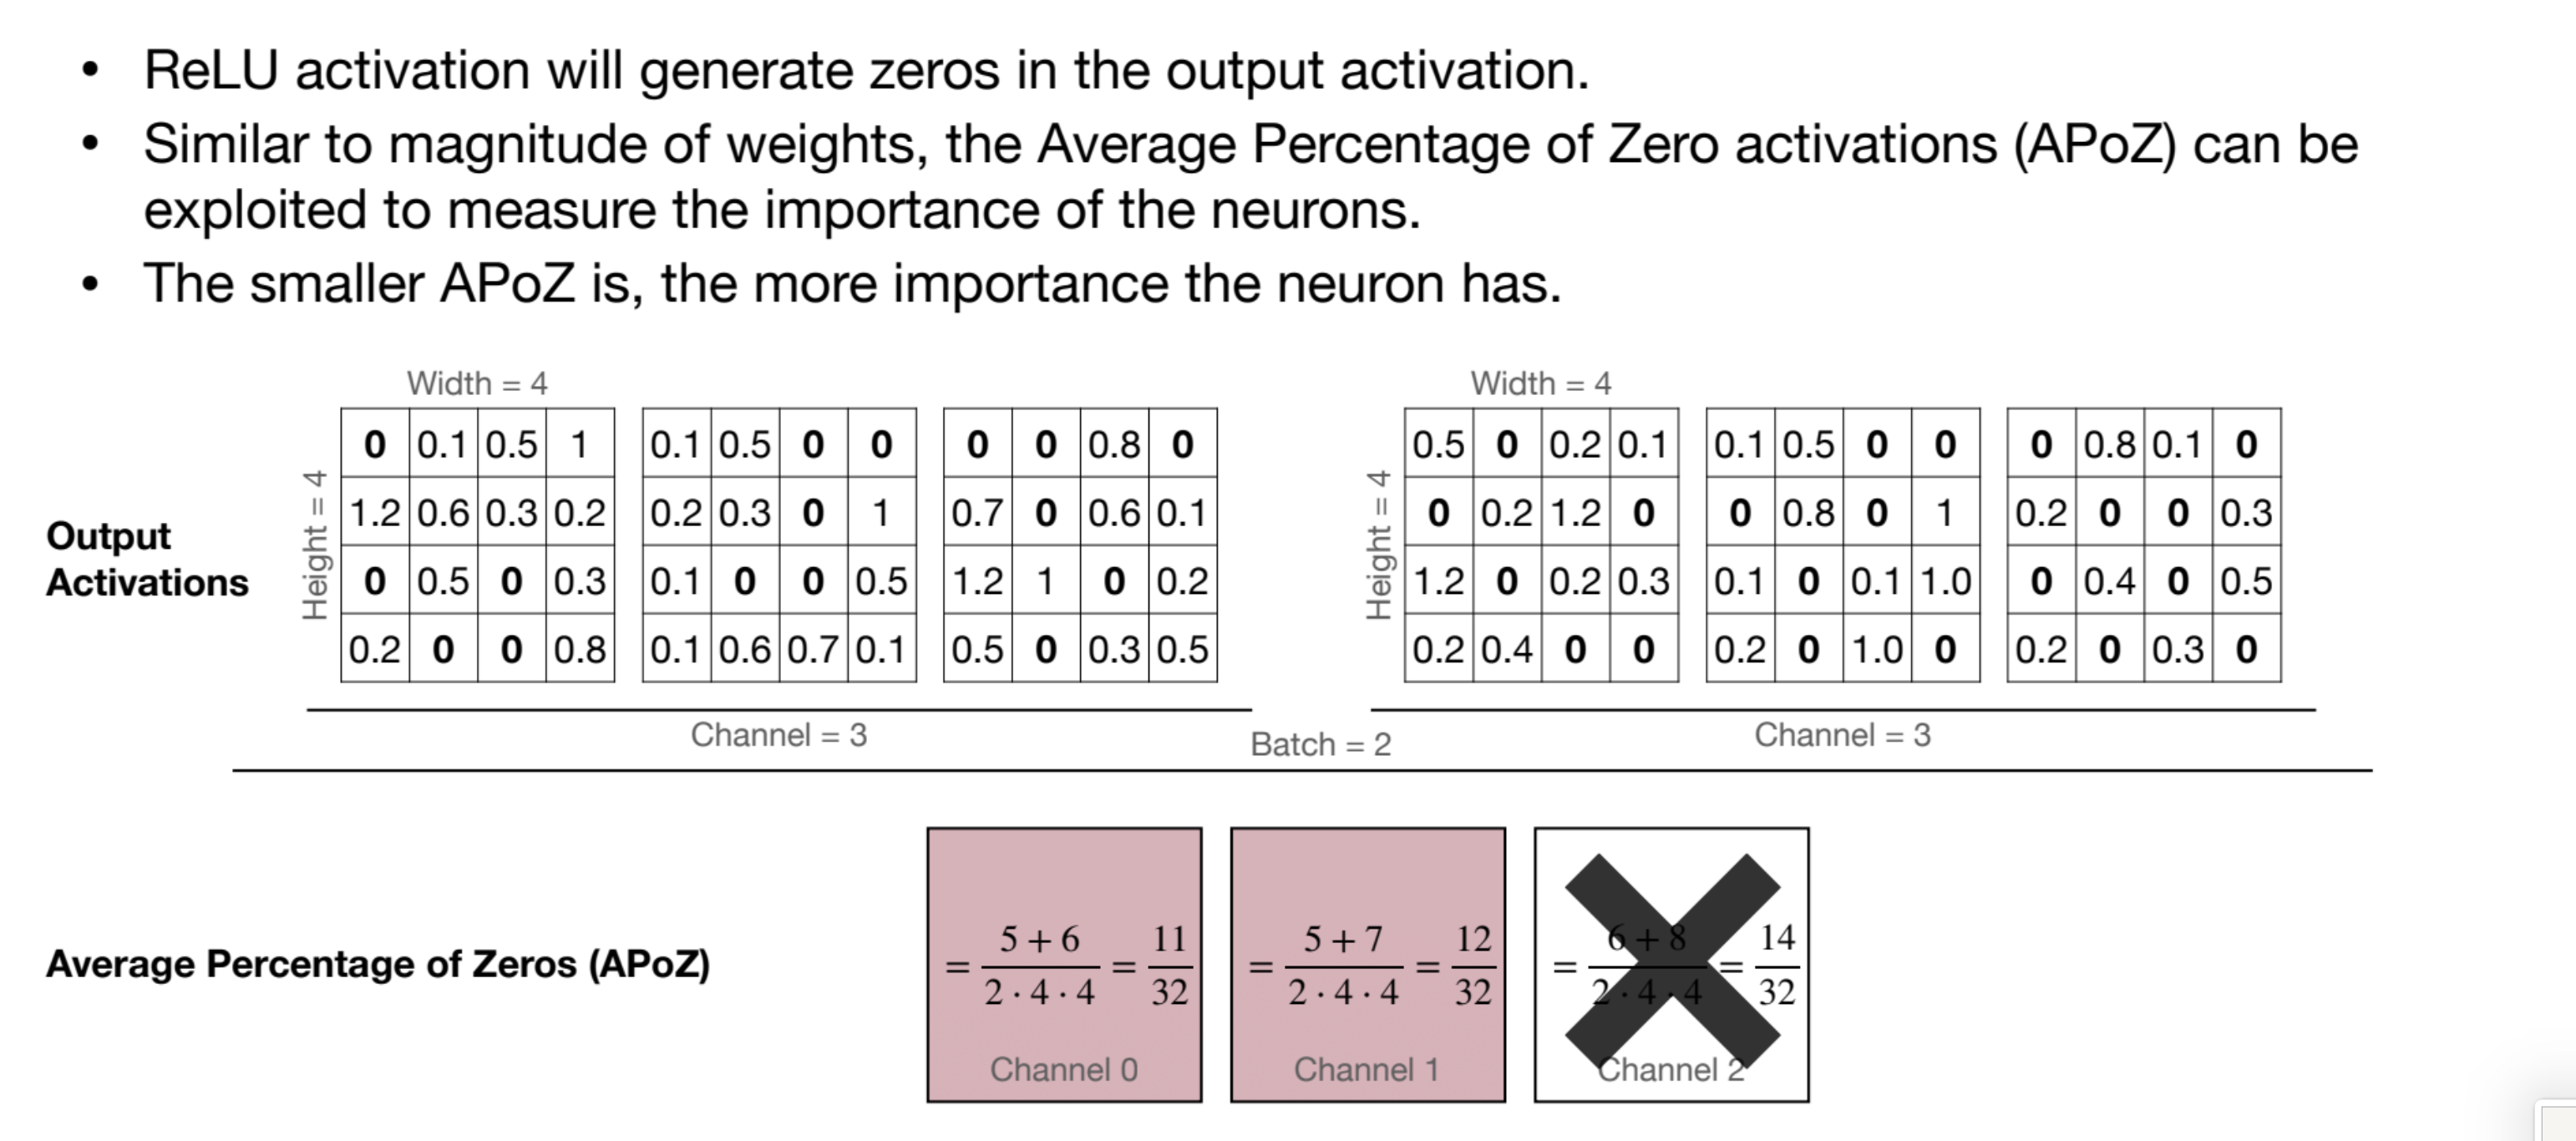 • ReLU activation will generate zeros in the output activation.
• Similar to magnitude of weights, the Average Percentage of Zero activations (APoZ) can be
exploited to measure the importance of the neurons.
• The smaller APoZ is, the more importance the neuron has.
Width = 4
Width = 4
Output
Activations
Height = 4
0 0.1 0.5 1
1.2 0.6 0.3 0.2
0 0.5 0 0.3
0.2 0 0 0.8
0.1 0.5 0 0
0.2 0.3 0 1
0.1 0 0 0.5
0.1 0.6 0.7 0.1
0 0 0.8 0
0.7 0 0.6 0.1
1.2 1 0 0.2
0.5 0 0.3 0.5
Channel = 3
Height = 4
0.5 0 0.2 0.1
0 0.2 1.2 0
1.2 0 0.2 0.3
0.2 0.4 0 0
0.1 0.5 0 0
0 0.8 0 1
0.1 0 0.1 1.0
0.2 0 1.0 0
0 0.8 0.1 0
0.2 0 0 0.3
0 0.4 0 0.5
0.2 0 0.3 0
Channel = 3
Batch = 2
Average Percentage of Zeros (APoZ)
= (5 + 6)/(2 · 4 · 4) = 11/32
Channel 0
= (5 + 7)/(2 · 4 · 4) = 12/32
Channel 1
= (6 + 8)/(2 · 4 · 4) = 14/32
Channel 2